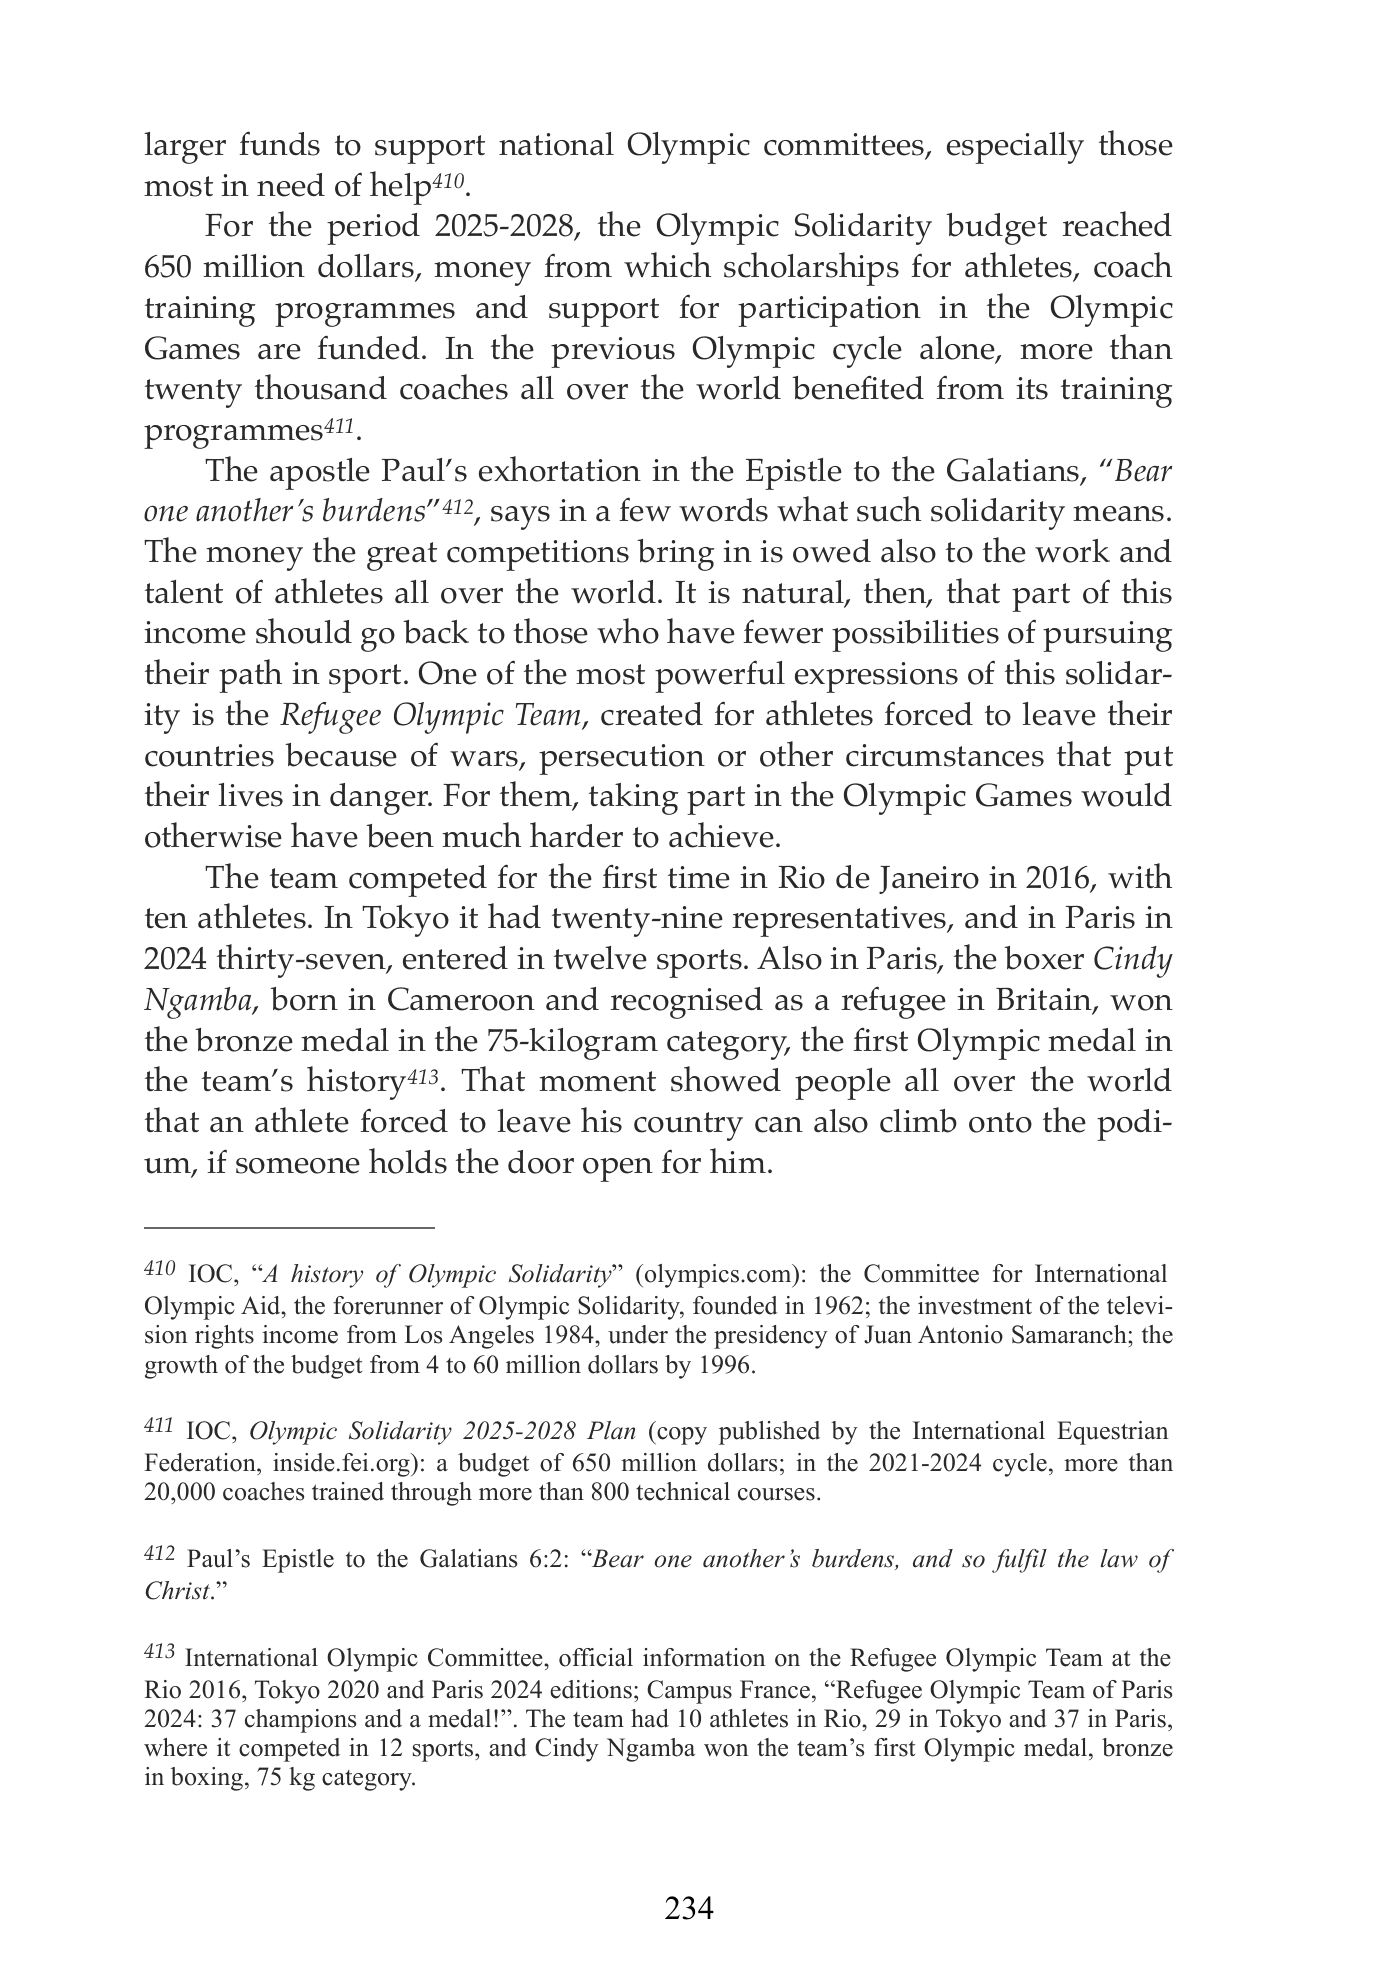 larger funds to support national Olympic committees, especially those
most in need of help410.
For the period 2025-2028, the Olympic Solidarity budget reached
650 million dollars, money from which scholarships for athletes, coach
training programmes and support for participation in the Olympic
Games are funded. In the previous Olympic cycle alone, more than
twenty thousand coaches all over the world benefited from its training
programmes411.
The apostle Paul's exhortation in the Epistle to the Galatians, “Bear
one another's burdens”412, says in a few words what such solidarity means.
The money the great competitions bring in is owed also to the work and
talent of athletes all over the world. It is natural, then, that part of this
income should go back to those who have fewer possibilities of pursuing
their path in sport. One of the most powerful expressions of this solidar-
ity is the Refugee Olympic Team, created for athletes forced to leave their
countries because of wars, persecution or other circumstances that put
their lives in danger. For them, taking part in the Olympic Games would
otherwise have been much harder to achieve.
The team competed for the first time in Rio de Janeiro in 2016, with
ten athletes. In Tokyo it had twenty-nine representatives, and in Paris in
2024 thirty-seven, entered in twelve sports. Also in Paris, the boxer Cindy
Ngamba, born in Cameroon and recognised as a refugee in Britain, won
the bronze medal in the 75-kilogram category, the first Olympic medal in
the team's history413. That moment showed people all over the world
that an athlete forced to leave his country can also climb onto the podi-
um, if someone holds the door open for him.
410 IOC, “A history of Olympic Solidarity” (olympics.com): the Committee for International
Olympic Aid, the forerunner of Olympic Solidarity, founded in 1962; the investment of the televi-
sion rights income from Los Angeles 1984, under the presidency of Juan Antonio Samaranch; the
growth of the budget from 4 to 60 million dollars by 1996.
411 IOC, Olympic Solidarity 2025-2028 Plan (copy published by the International Equestrian
Federation, inside.fei.org): a budget of 650 million dollars; in the 2021-2024 cycle, more than
20,000 coaches trained through more than 800 technical courses.
412 Paul's Epistle to the Galatians 6:2: “Bear one another's burdens, and so fulfil the law of
Christ.”
413 International Olympic Committee, official information on the Refugee Olympic Team at the
Rio 2016, Tokyo 2020 and Paris 2024 editions; Campus France, “Refugee Olympic Team of Paris
2024: 37 champions and a medal!”. The team had 10 athletes in Rio, 29 in Tokyo and 37 in Paris,
where it competed in 12 sports, and Cindy Ngamba won the team's first Olympic medal, bronze
in boxing, 75 kg category.
234